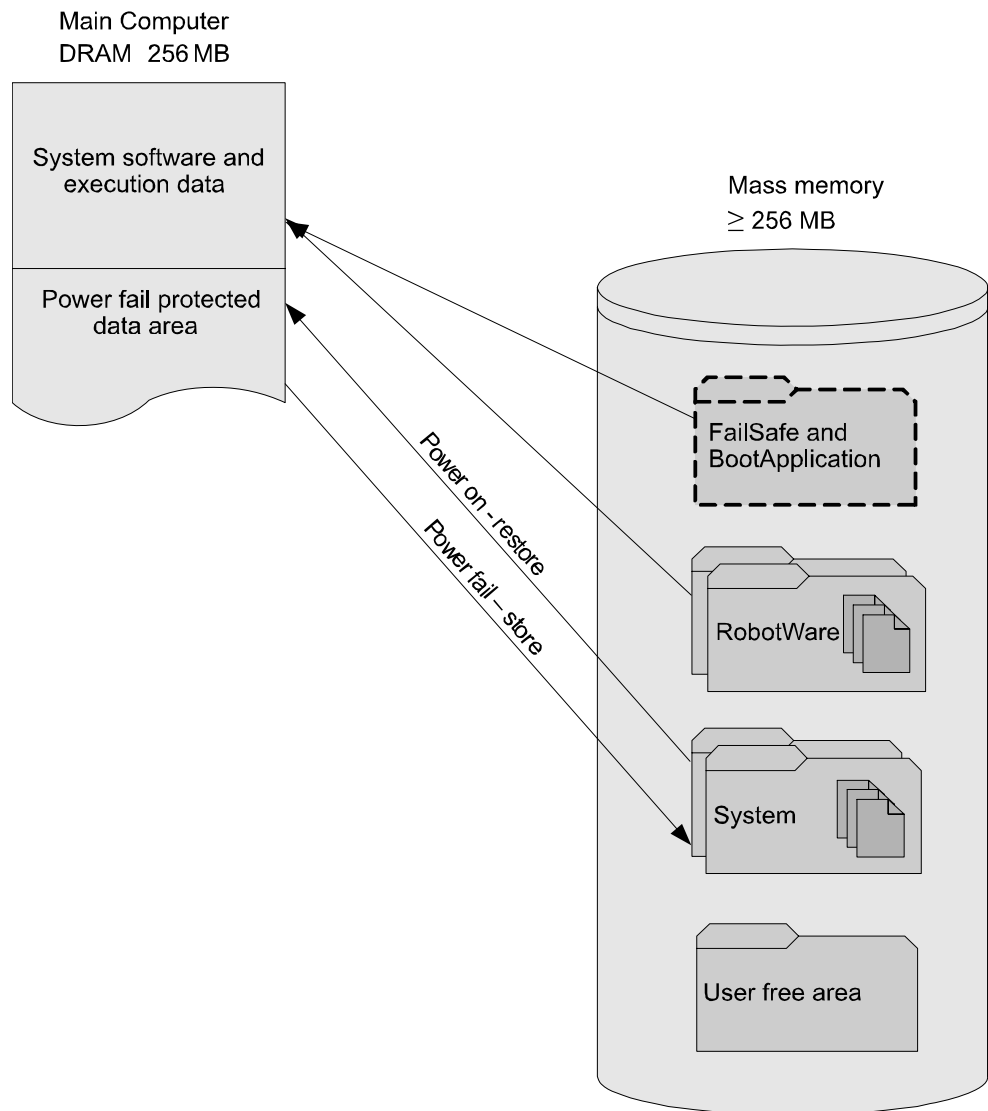 Main Computer
DRAM 256 MB
System software and
execution data
Power fail protected
data area
Mass memory
≥ 256 MB
FailSafe and
BootApplication
Power on - restore
Power fail – store
RobotWare
System
User free area